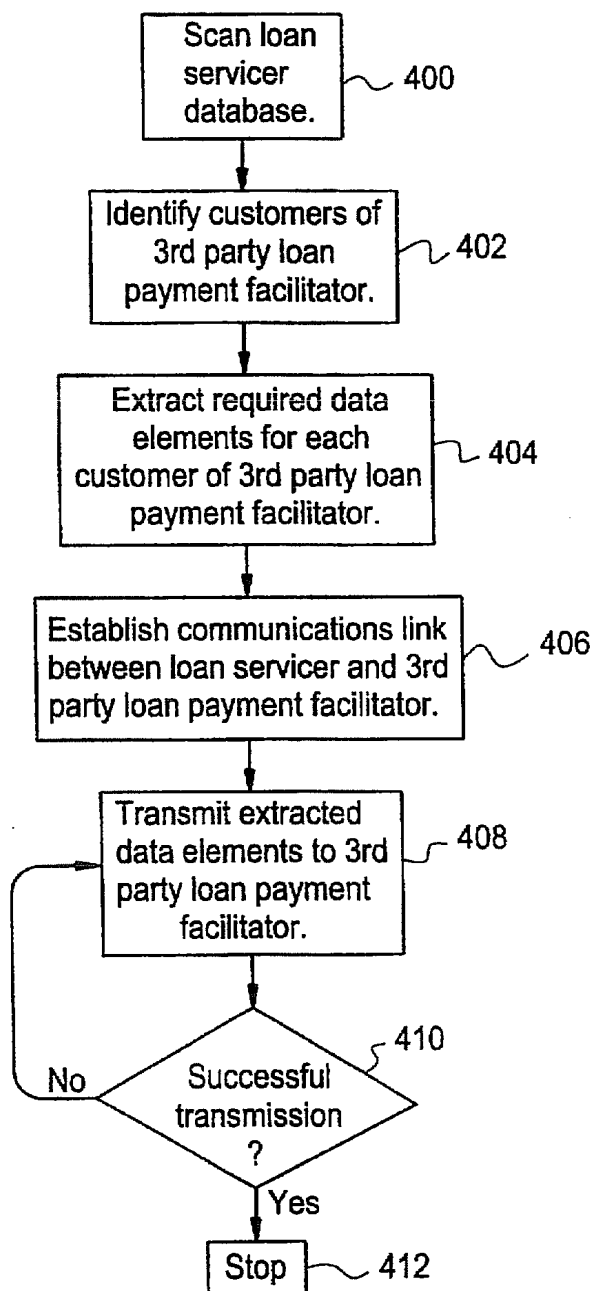 Scan loan
servicer
database.
400
Identify customers of
3rd party loan
payment facilitator.
402
Extract required data
elements for each
customer of 3rd party loan
payment facilitator.
404
Establish communications link
between loan servicer and 3rd
party loan payment facilitator.
406
Transmit extracted
data elements to 3rd
party loan payment
facilitator.
408
410
No
Successful
transmission
?
Yes
Stop
412